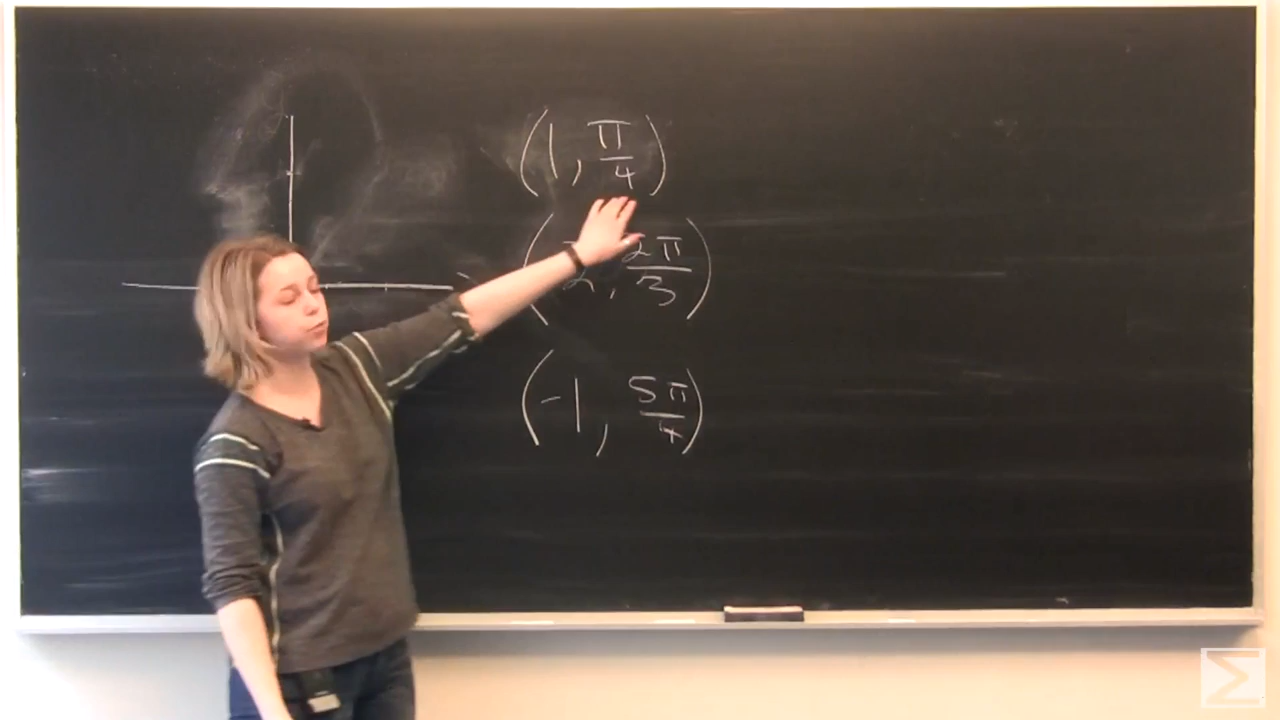 (1, π/4)
(2, 2π/3)
(-1, 5π/4)
Σ